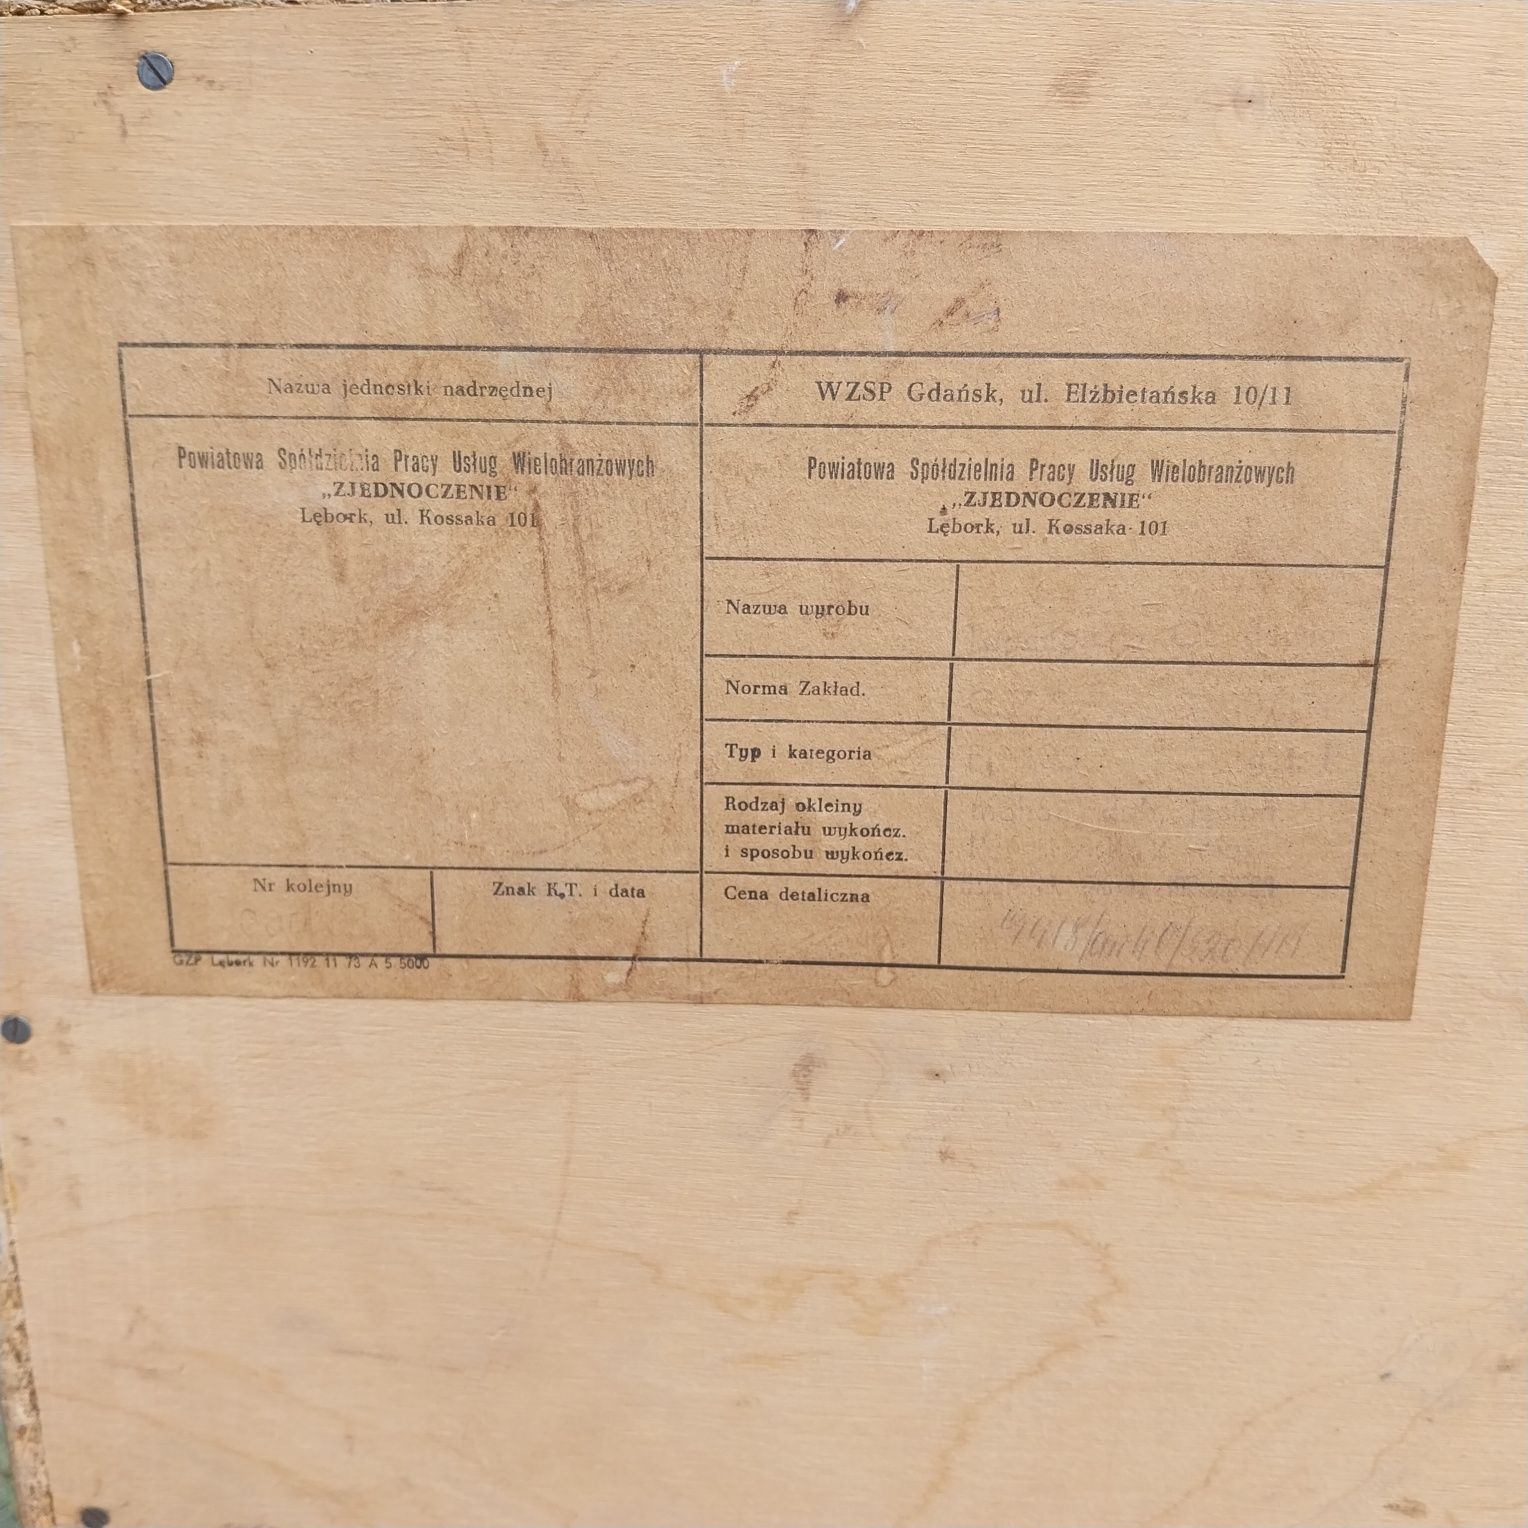 Nazwa jednostki nadrzędnej
WZSP Gdańsk, ul. Elżbietańska 10/11
Powiatowa Spółdzielnia Pracy Usług Wielobranżowych
„ZJEDNOCZENIE“
Lębork, ul. Kossaka 101
Powiatowa Spółdzielnia Pracy Usług Wielobranżowych
„ZJEDNOCZENIE“
Lębork, ul. Kossaka 101
Nazwa wyrobu
Norma Zakład.
Typ i kategoria
Rodzaj okleiny
materiału wykończ.
i sposobu wykończ.
Nr kolejny
Znak K.T. i data
Cena detaliczna
GZP Lębork Nr 1192 11 73 A 5 5000